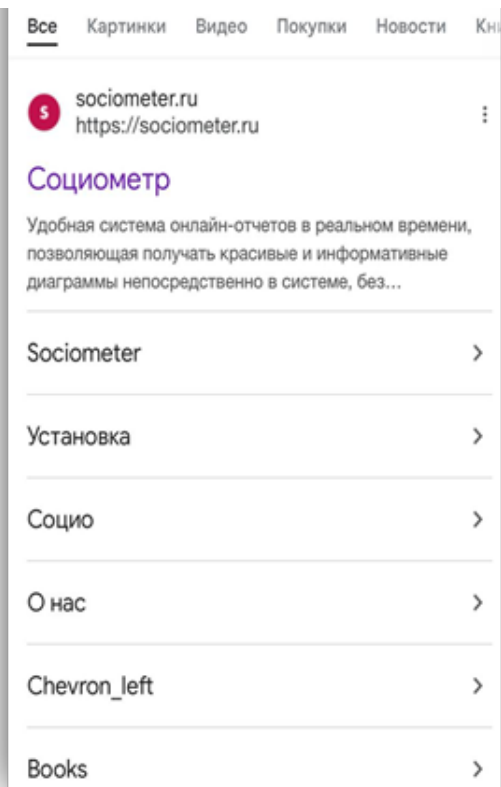 Все Картинки Видео Покупки Новости
S
sociometer.ru
https://sociometer.ru
Социометр
Удобная система онлайн-отчетов в реальном времени,
позволяющая получать красивые и информативные
диаграммы непосредственно в системе, без...
Sociometer
Установка
Социо
О нас
Chevron_left
Books